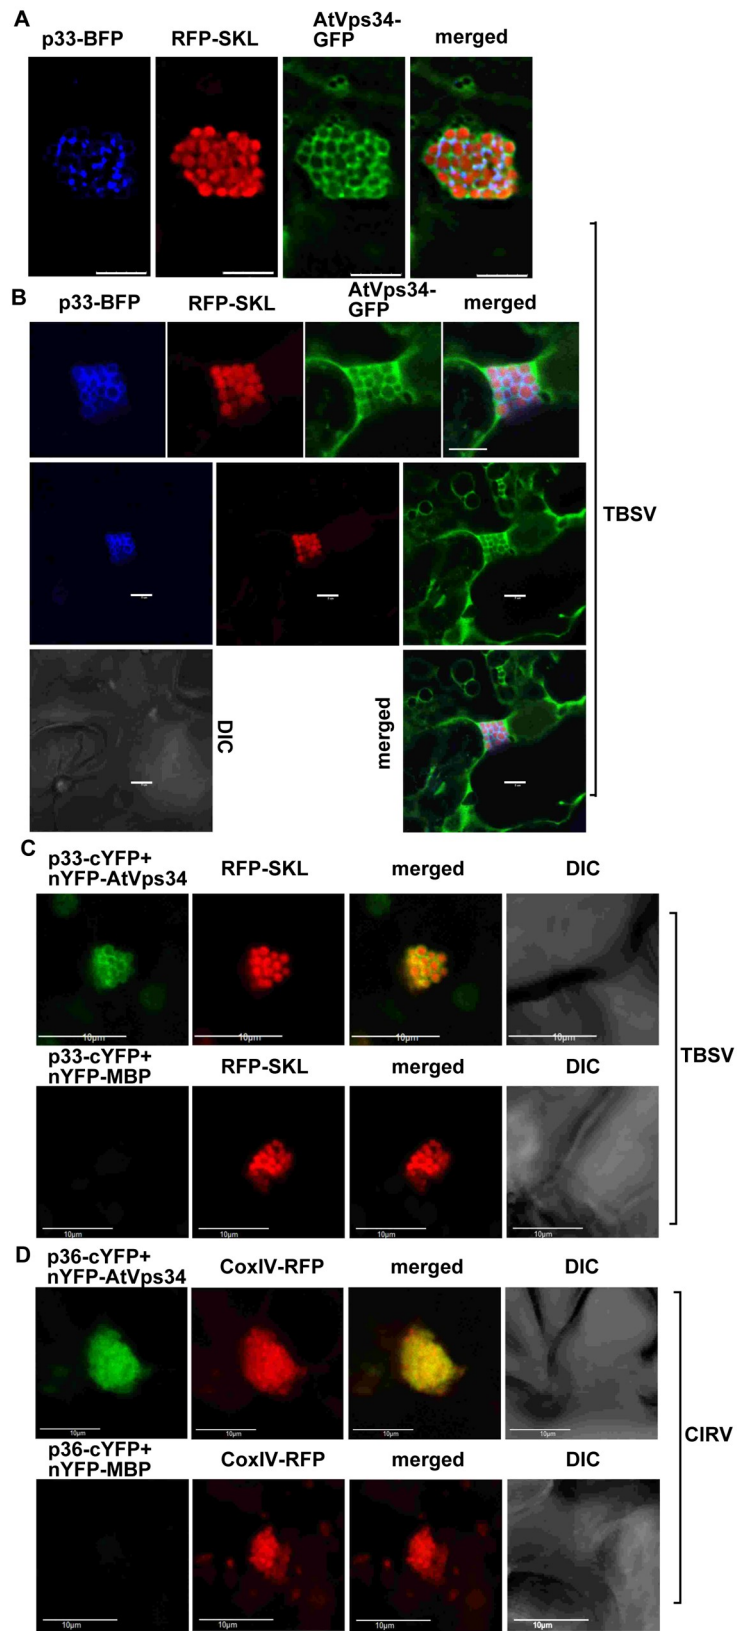 A
p33-BFP RFP-SKL AtVps34-GFP merged
B
p33-BFP RFP-SKL AtVps34-GFP merged
TBSV
DIC
merged
C
p33-cYFP+
nYFP-AtVps34 RFP-SKL merged DIC
10µm 10µm 10µm 10µm
p33-cYFP+
nYFP-MBP RFP-SKL merged DIC
TBSV
10µm 10µm 10µm 10µm
D
p36-cYFP+
nYFP-AtVps34 CoxIV-RFP merged DIC
10µm 10µm 10µm 10µm
CIRV
p36-cYFP+
nYFP-MBP CoxIV-RFP merged DIC
10µm 10µm 10µm 10µm